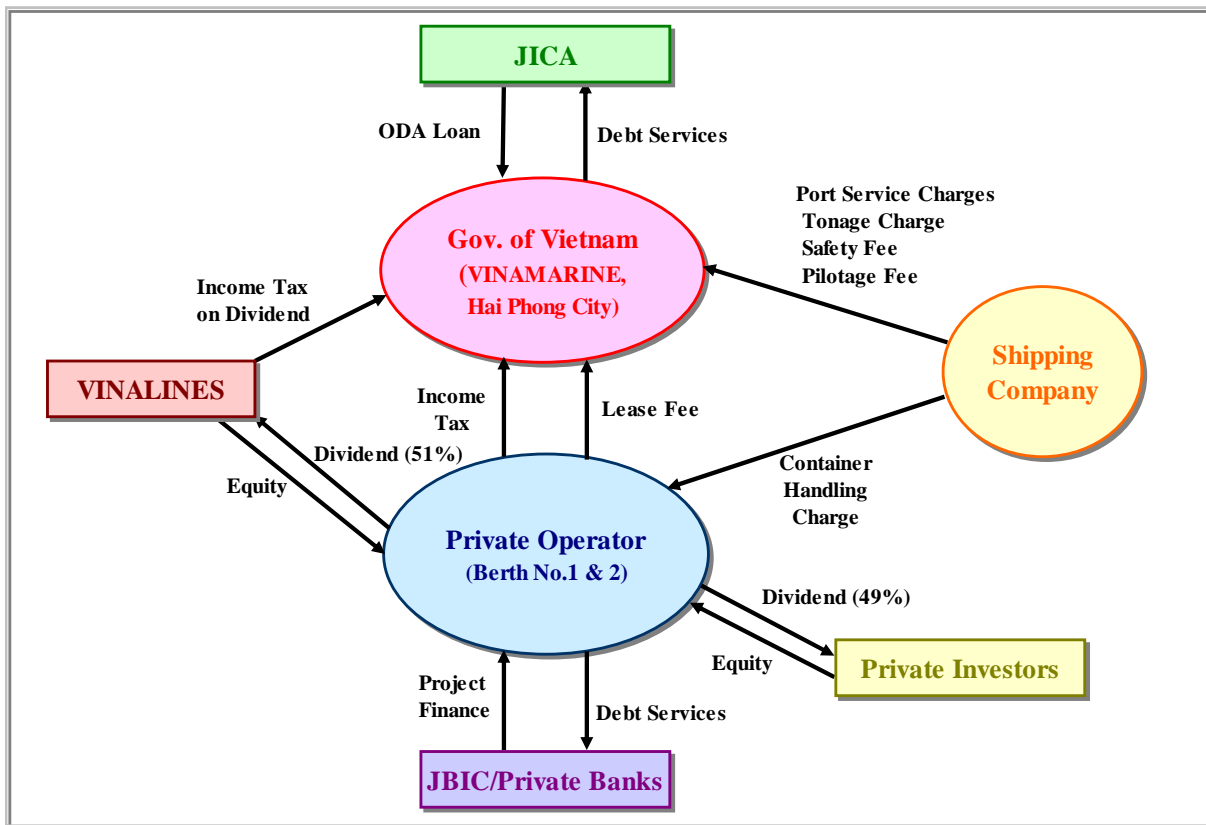 JICA
ODA Loan
Debt Services
Port Service Charges
Tonage Charge
Safety Fee
Pilotage Fee
Gov. of Vietnam
(VINAMARINE,
Hai Phong City)
Income Tax
on Dividend
Shipping
Company
VINALINES
Income
Tax
Lease Fee
Dividend (51%)
Equity
Container
Handling
Charge
Private Operator
(Berth No.1 & 2)
Dividend (49%)
Equity
Private Investors
Project
Finance
Debt Services
JBIC/Private Banks